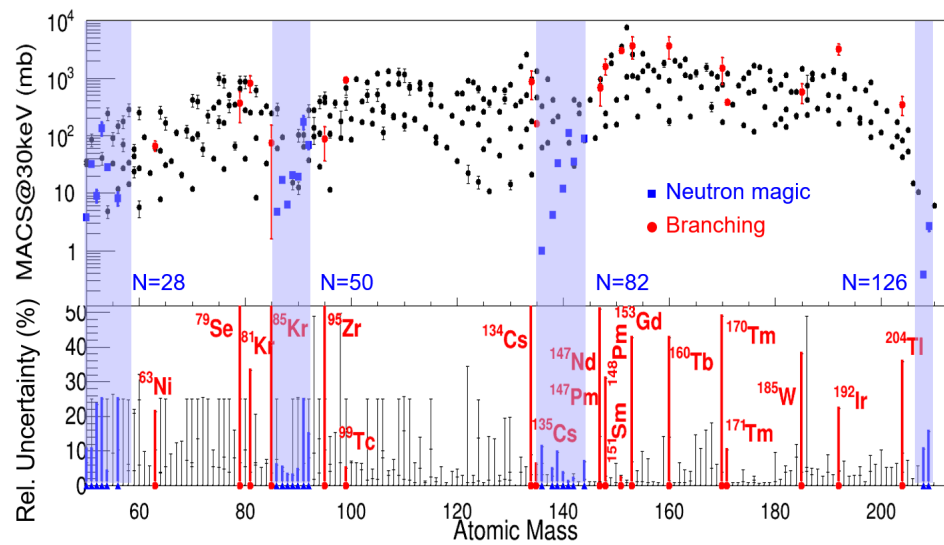 MACS@30keV (mb)
10⁴
10³
10²
10
1
Neutron magic
Branching
N=28
N=50
N=82
N=126
Rel. Uncertainty (%)
50
40
30
20
10
0
⁶³Ni
⁷⁹Se
⁸¹Kr
⁸⁵Kr
⁹⁵Zr
⁹⁹Tc
¹³⁴Cs
¹³⁵Cs
¹⁴⁷Nd
¹⁴⁷Pm
¹⁵¹Sm
¹⁴⁸Pm
¹⁵³Gd
¹⁶⁰Tb
¹⁷⁰Tm
¹⁷¹Tm
¹⁸⁵W
¹⁹²Ir
²⁰⁴Tl
60 80 100 120 140 160 180 200
Atomic Mass